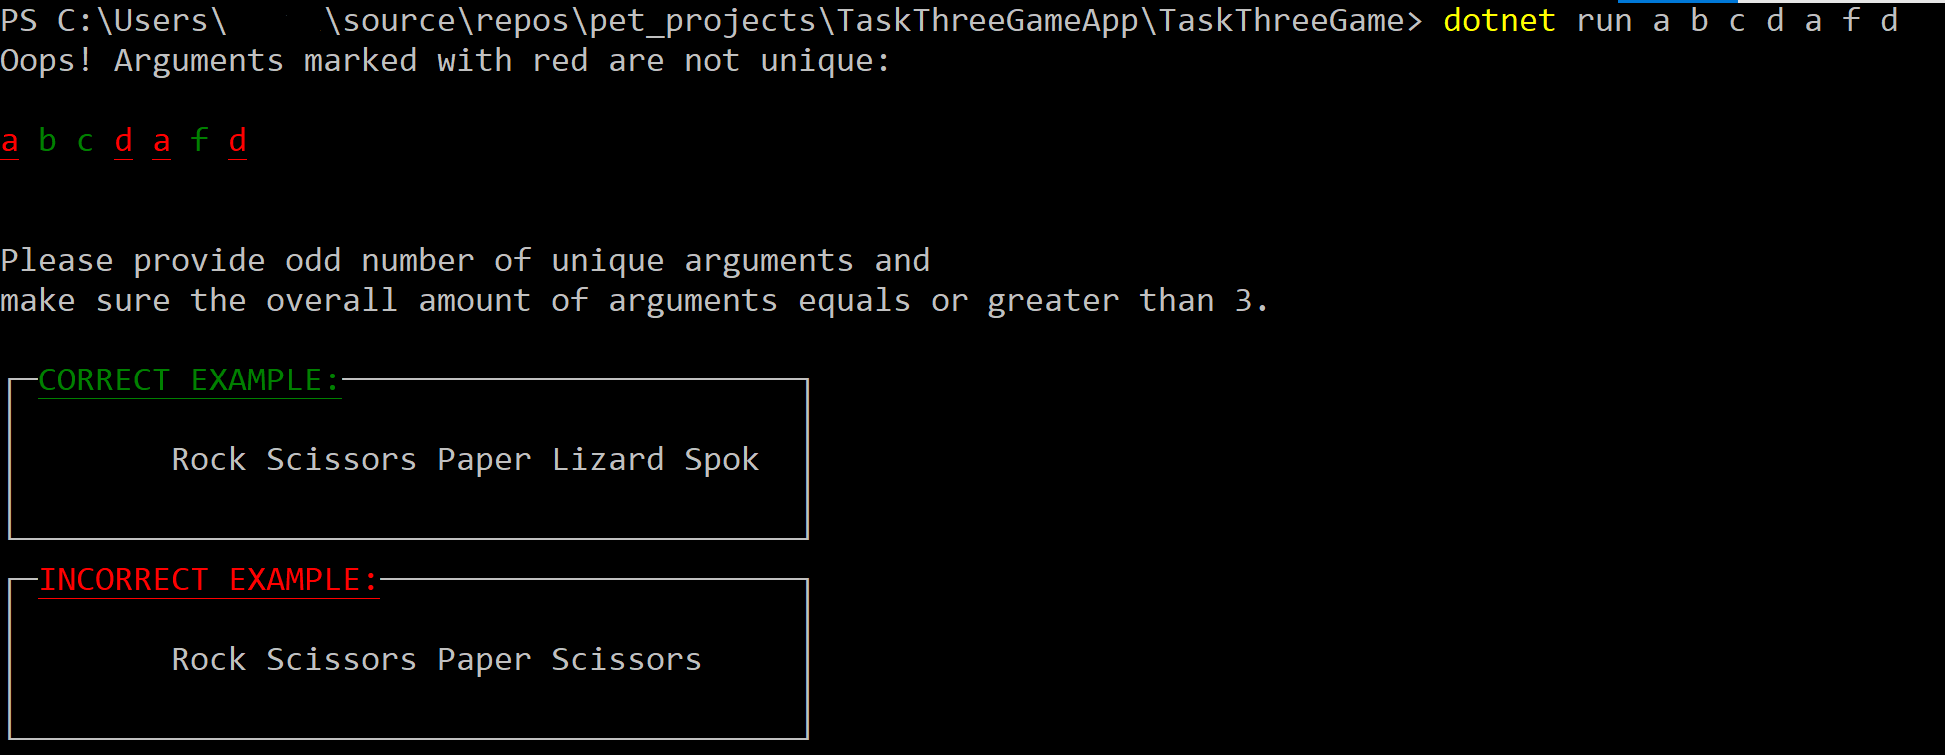 PS C:\Users\ \source\repos\pet_projects\TaskThreeGameApp\TaskThreeGame> dotnet run a b c d a f d
Oops! Arguments marked with red are not unique:
a b c d a f d
Please provide odd number of unique arguments and
make sure the overall amount of arguments equals or greater than 3.
CORRECT EXAMPLE:
Rock Scissors Paper Lizard Spok
INCORRECT EXAMPLE:
Rock Scissors Paper Scissors